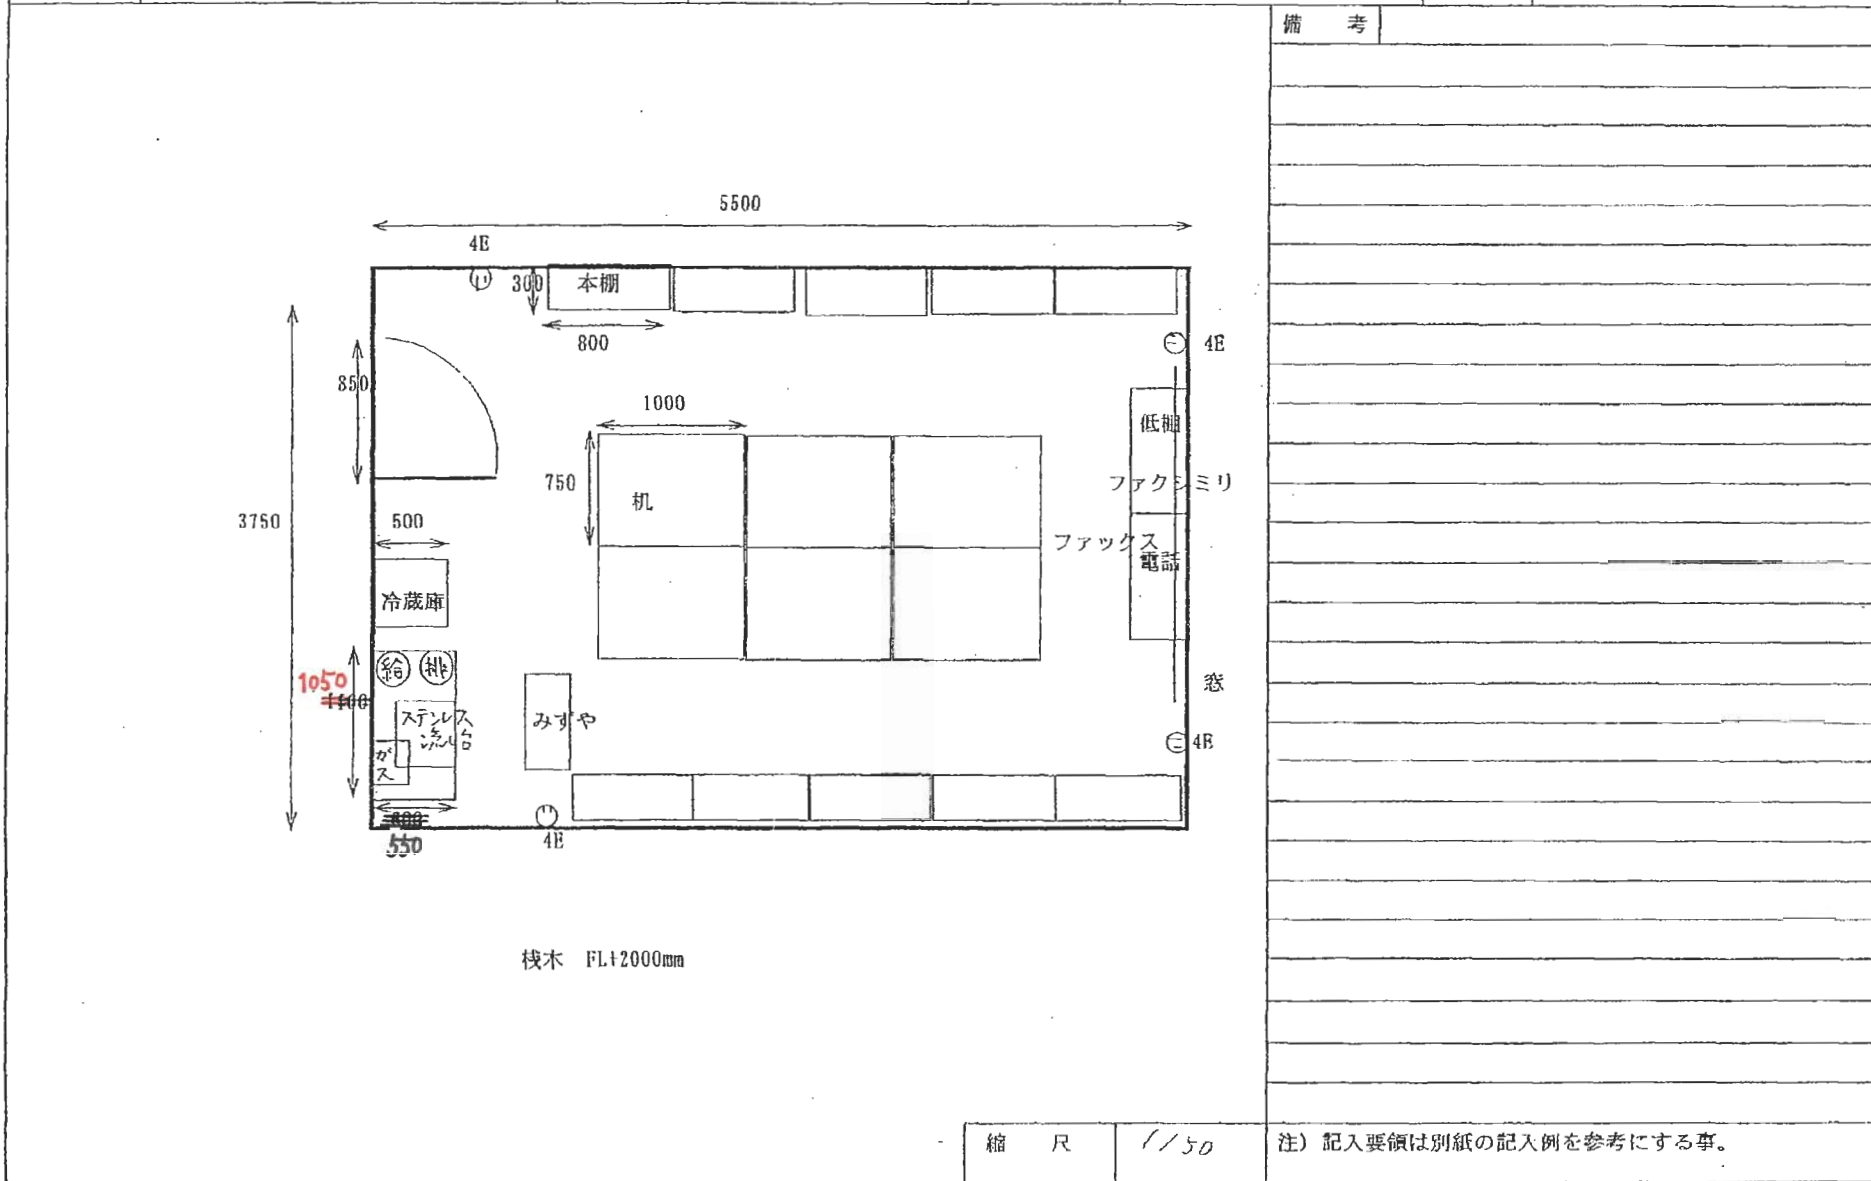 備 考
5500
4E
300
本棚
800
4E
850
1000
低棚
750
机
ファクシミリ
3750
500
ファックス
電話
冷蔵庫
給
排
1050
窓
ステンレス
流し台
みずや
ガス
4E
4E
550
桟木 FL+2000mm
縮 尺
1/50
注) 記入要領は別紙の記入例を参考にする事。